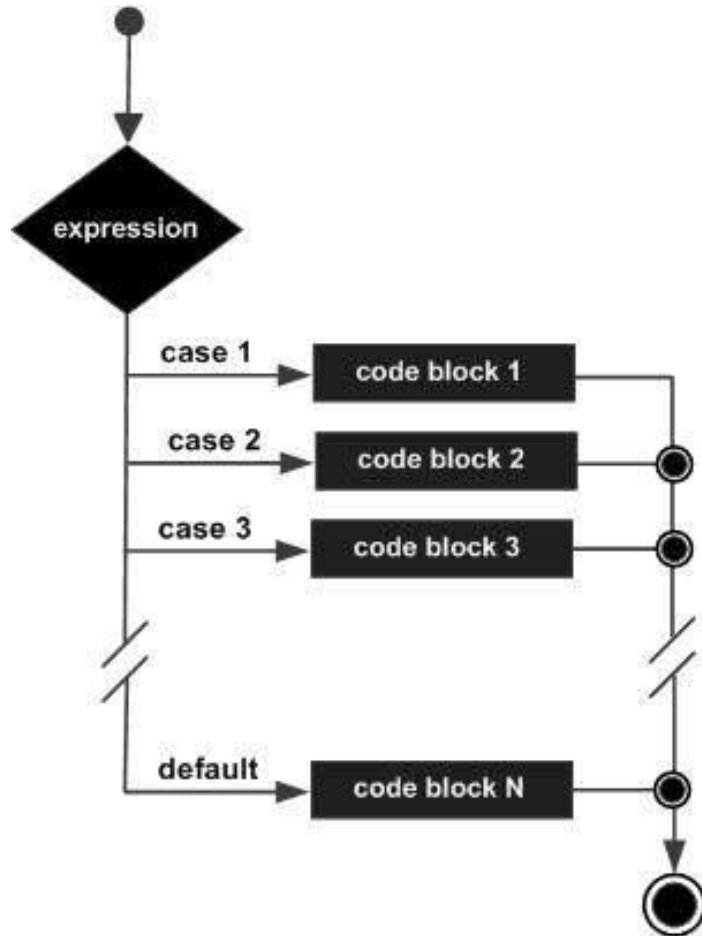 expression
case 1
code block 1
case 2
code block 2
case 3
code block 3
default
code block N